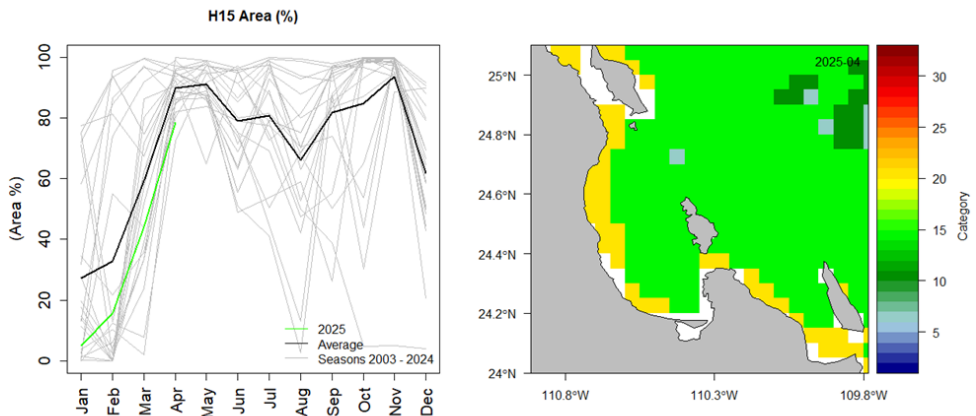 H15 Area (%)
(Area %)
100
80
60
40
20
0
2025
Average
Seasons 2003 - 2024
Jan
Feb
Mar
Apr
May
Jun
Jul
Aug
Sep
Oct
Nov
Dec
2025-04
25°N
24.8°N
24.6°N
24.4°N
24.2°N
24°N
110.8°W
110.3°W
109.8°W
30
25
20
15
10
5
Category